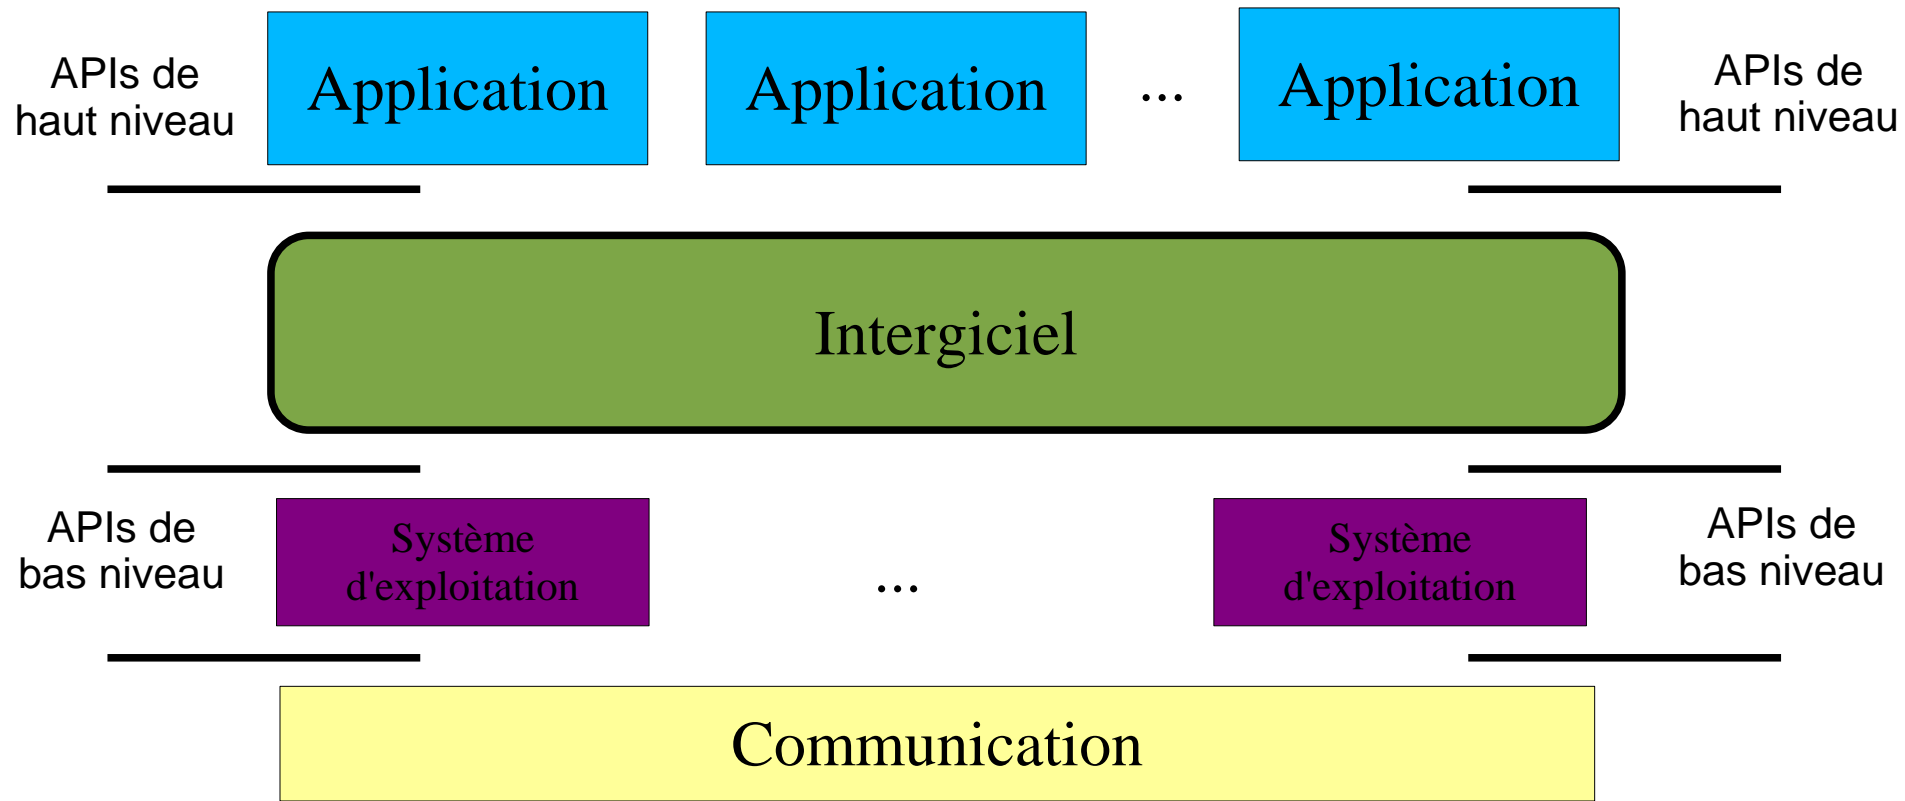 APIs de
haut niveau
Application
Application
...
Application
APIs de
haut niveau
Intergiciel
APIs de
bas niveau
Système
d'exploitation
...
Système
d'exploitation
APIs de
bas niveau
Communication